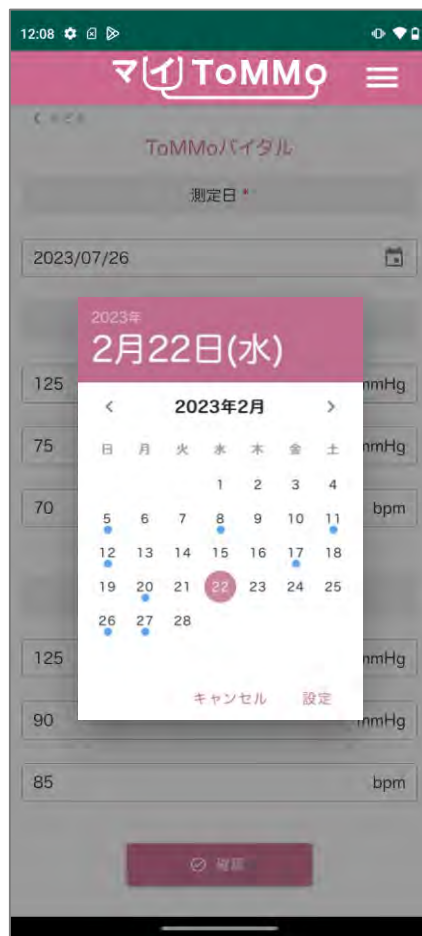 12:08
マイToMMo
ToMMoバイタル
測定日 *
2023/07/26
2023年
2月22日(水)
125 mmHg
< 2023年2月 >
75 mmHg
日 月 火 水 木 金 土
1 2 3 4
70 bpm
5 6 7 8 9 10 11
12 13 14 15 16 17 18
19 20 21 22 23 24 25
26 27 28
125 mmHg
キャンセル 設定
90 mmHg
85 bpm
確認